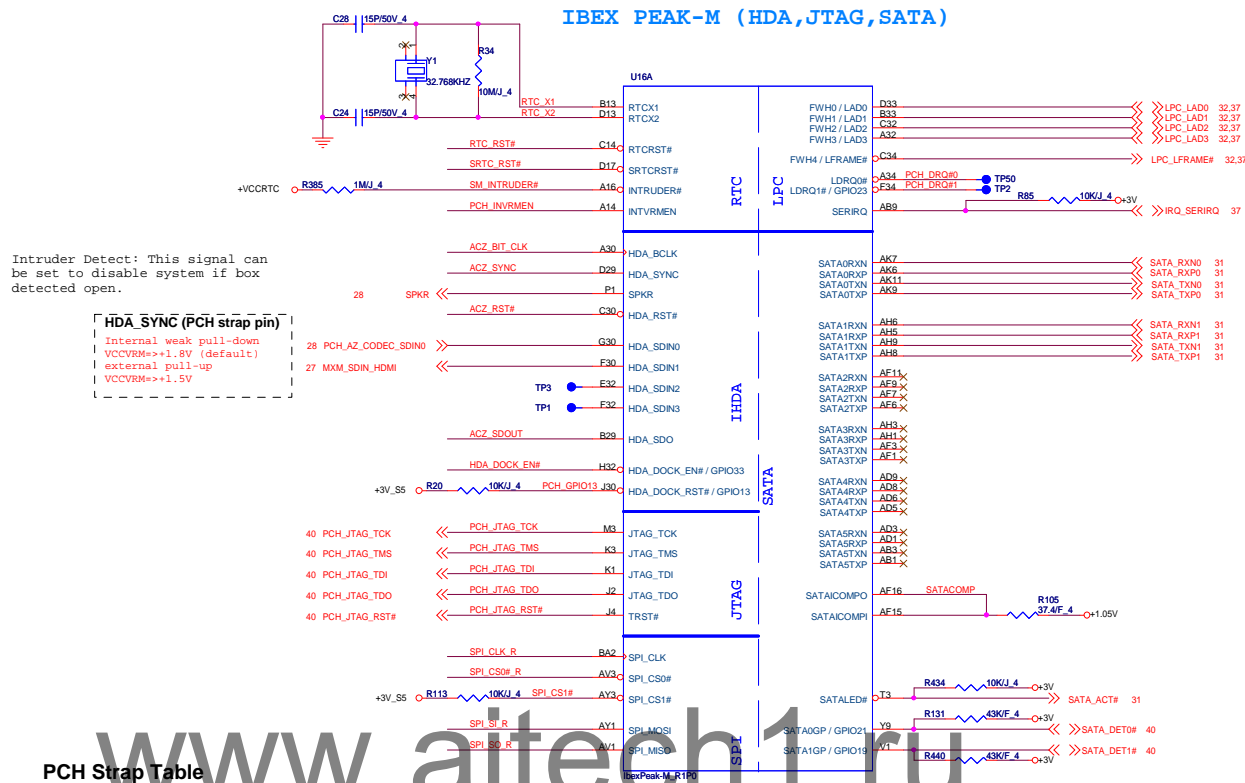 IBEX PEAK-M (HDA,JTAG,SATA)
C28 15P/50V_4
2 1
Y1
32.768KHZ
3 4
R34
10M/J_4
C24 15P/50V_4
RTC_X1 B13 RTCX1
RTC_X2 D13 RTCX2
RTC_RST# C14 RTCRST#
SRTC_RST# D17 SRTCRST#
+VCCRTC R385 1M/J_4 SM_INTRUDER# A16 INTRUDER#
PCH_INVRMEN A14 INTVRMEN
U16A
RTC
LPC
FWH0 / LAD0 D33 LPC_LAD0 32,37
FWH1 / LAD1 B33 LPC_LAD1 32,37
FWH2 / LAD2 C32 LPC_LAD2 32,37
FWH3 / LAD3 A32 LPC_LAD3 32,37
FWH4 / LFRAME# C34 LPC_LFRAME# 32,37
LDRQ0# A34 PCH_DRQ#0 TP50
LDRQ1# / GPIO23 F34 PCH_DRQ#1 TP2
R85 10K/J_4 +3V
SERIRQ AB9 IRQ_SERIRQ 37
Intruder Detect: This signal can
be set to disable system if box
detected open.
HDA_SYNC (PCH strap pin)
Internal weak pull-down
VCCVRM=>+1.8V (default)
external pull-up
VCCVRM=>+1.5V
ACZ_BIT_CLK A30 HDA_BCLK
ACZ_SYNC D29 HDA_SYNC
28 SPKR P1 SPKR
ACZ_RST# C30 HDA_RST#
28 PCH_AZ_CODEC_SDIN0 G30 HDA_SDIN0
27 MXM_SDIN_HDMI F30 HDA_SDIN1
TP3 E32 HDA_SDIN2
TP1 F32 HDA_SDIN3
ACZ_SDOUT B29 HDA_SDO
HDA_DOCK_EN# H32 HDA_DOCK_EN# / GPIO33
+3V_S5 R20 10K/J_4 PCH_GPIO13 J30 HDA_DOCK_RST# / GPIO13
IHDA
SATA
SATA0RXN AK7 SATA_RXN0 31
SATA0RXP AK6 SATA_RXP0 31
SATA0TXN AK11 SATA_TXN0 31
SATA0TXP AK9 SATA_TXP0 31
SATA1RXN AH6 SATA_RXN1 31
SATA1RXP AH5 SATA_RXP1 31
SATA1TXN AH9 SATA_TXN1 31
SATA1TXP AH8 SATA_TXP1 31
SATA2RXN AF11
SATA2RXP AF9
SATA2TXN AF7
SATA2TXP AF6
SATA3RXN AH3
SATA3RXP AH1
SATA3TXN AF3
SATA3TXP AF1
SATA4RXN AD9
SATA4RXP AD8
SATA4TXN AD6
SATA4TXP AD5
SATA5RXN AD3
SATA5RXP AD1
SATA5TXN AB3
SATA5TXP AB1
SATAICOMPO AF16 SATACOMP
SATAICOMPI AF15 R105 37.4/F_4 +1.05V
40 PCH_JTAG_TCK PCH_JTAG_TCK M3 JTAG_TCK
40 PCH_JTAG_TMS PCH_JTAG_TMS K3 JTAG_TMS
40 PCH_JTAG_TDI PCH_JTAG_TDI K1 JTAG_TDI
40 PCH_JTAG_TDO PCH_JTAG_TDO J2 JTAG_TDO
40 PCH_JTAG_RST# PCH_JTAG_RST# J4 TRST#
JTAG
SPI_CLK_R BA2 SPI_CLK
SPI_CS0#_R AV3 SPI_CS0#
+3V_S5 R113 10K/J_4 SPI_CS1# AY3 SPI_CS1#
SPI_SI_R AY1 SPI_MOSI
SPI_SO_R AV1 SPI_MISO
SPI
R434 10K/J_4 +3V
SATALED# T3 SATA_ACT# 31
R131 43K/F_4 +3V
SATA0GP / GPIO21 Y9 SATA_DET0# 40
SATA1GP / GPIO19 V1 SATA_DET1# 40
R440 43K/F_4 +3V
IbexPeak-M_R1P0
www.aitech1.ru
PCH Strap Table